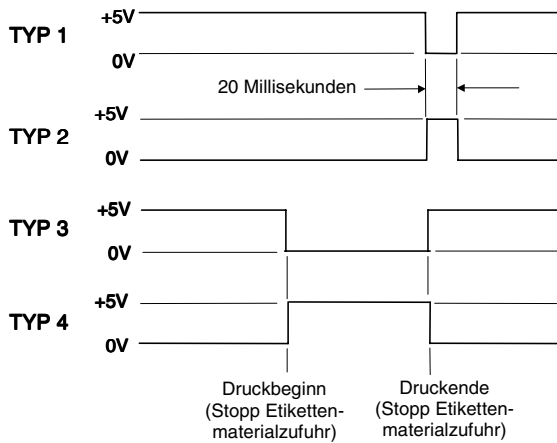 TYP 1
+5V
0V
20 Millisekunden
TYP 2
+5V
0V
TYP 3
+5V
0V
TYP 4
+5V
0V
Druckbeginn
(Stopp Etiketten-
materialzufuhr)
Druckende
(Stopp Etiketten-
materialzufuhr)